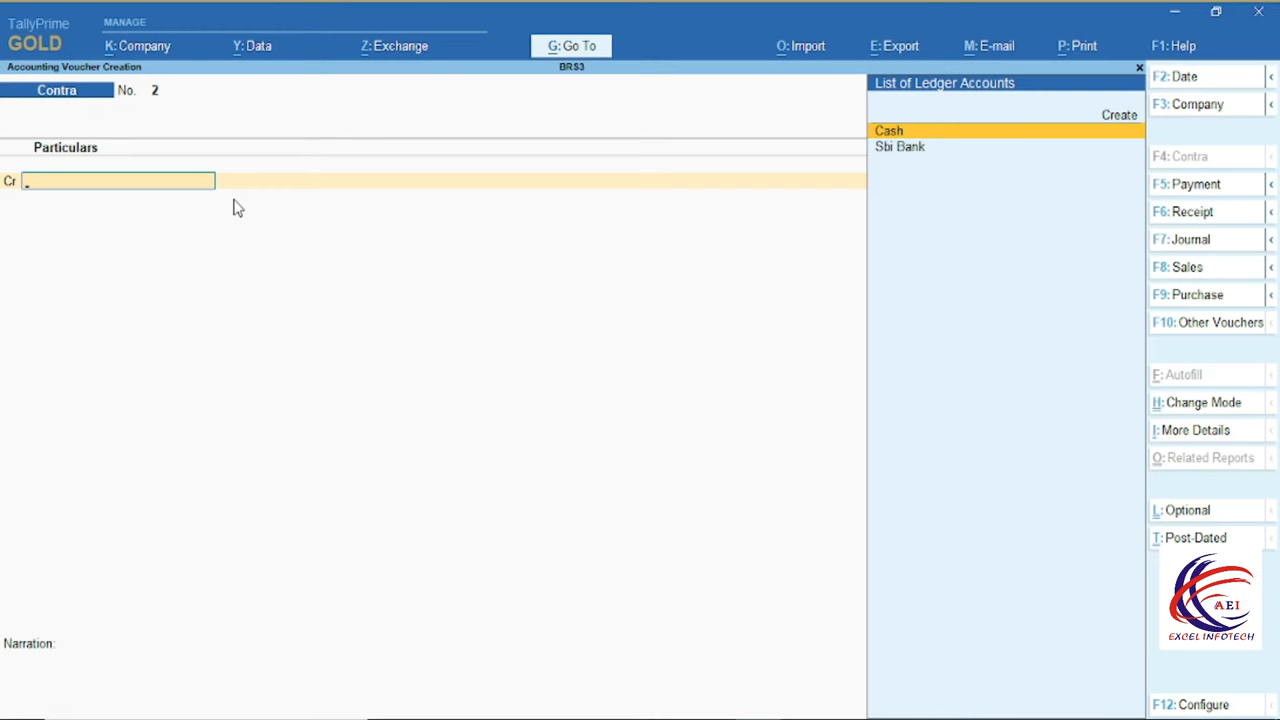 TallyPrime
GOLD
MANAGE
K: Company
Y: Data
Z: Exchange
G: Go To
O: Import
E: Export
M: E-mail
P: Print
F1: Help
Accounting Voucher Creation
BRS3
Contra No. 2
Particulars
Cr
Narration:
List of Ledger Accounts
Create
Cash
Sbi Bank
F2: Date
F3: Company
F4: Contra
F5: Payment
F6: Receipt
F7: Journal
F8: Sales
F9: Purchase
F10: Other Vouchers
F: Autofill
H: Change Mode
I: More Details
O: Related Reports
L: Optional
T: Post-Dated
AEI
EXCEL INFOTECH
F12: Configure